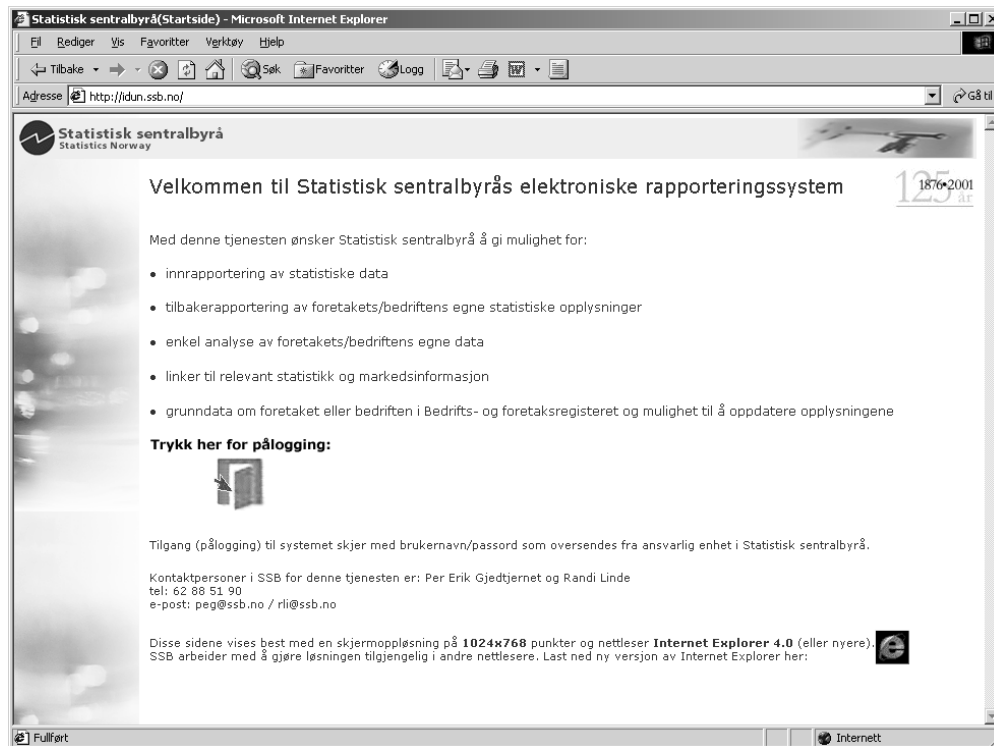 Statistisk sentralbyrå(Startside) - Microsoft Internet Explorer
Fil Rediger Vis Favoritter Verktøy Hjelp
Tilbake Søk Favoritter Logg
Adresse http://idun.ssb.no/ Gå til
Statistisk sentralbyrå
Statistics Norway
Velkommen til Statistisk sentralbyrås elektroniske rapporteringssystem
125 år 1876•2001
Med denne tjenesten ønsker Statistisk sentralbyrå å gi mulighet for:
• innrapportering av statistiske data
• tilbakerapportering av foretakets/bedriftens egne statistiske opplysninger
• enkel analyse av foretakets/bedriftens egne data
• linker til relevant statistikk og markedsinformasjon
• grunndata om foretaket eller bedriften i Bedrifts- og foretaksregisteret og mulighet til å oppdatere opplysningene
Trykk her for pålogging:
Tilgang (pålogging) til systemet skjer med brukernavn/passord som oversendes fra ansvarlig enhet i Statistisk sentralbyrå.
Kontaktpersoner i SSB for denne tjenesten er: Per Erik Gjedtjernet og Randi Linde
tel: 62 88 51 90
e-post: peg@ssb.no / rli@ssb.no
Disse sidene vises best med en skjermoppløsning på 1024x768 punkter og nettleser Internet Explorer 4.0 (eller nyere).
SSB arbeider med å gjøre løsningen tilgjengelig i andre nettlesere. Last ned ny versjon av Internet Explorer her:
Fullført Internett